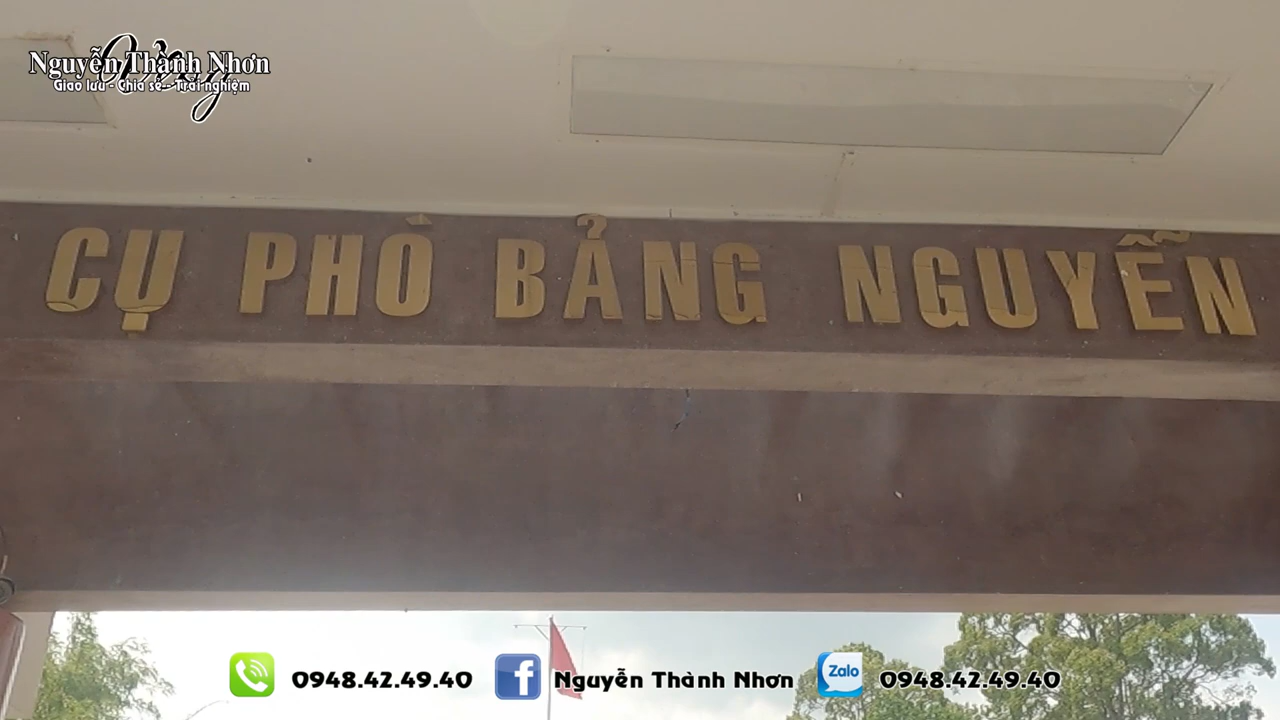 Nguyễn Thành Nhơn
Giao lưu - Chia sẻ - Trải nghiệm
CỤ PHÓ BẢNG NGUYỄN
0948.42.49.40
Nguyễn Thành Nhơn
Zalo
0948.42.49.40